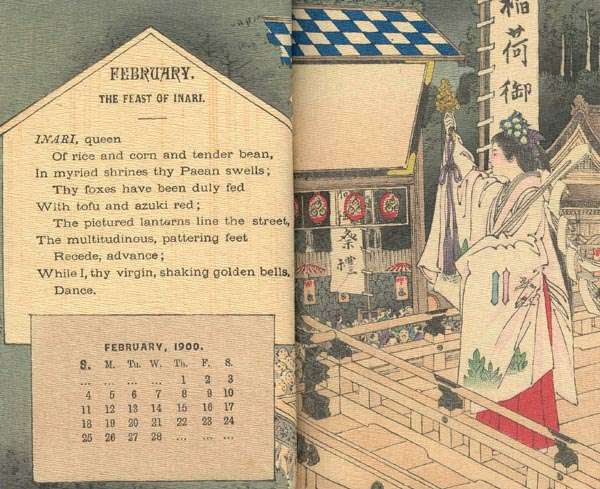 FEBRUARY.
THE FEAST OF INARI.
INARI, queen
Of rice and corn and tender bean,
In myriad shrines thy Paean swells;
Thy foxes have been duly fed
With tofu and azuki red;
The pictured lanterns line the street,
The multitudinous, pattering feet
Recede, advance;
While I, thy virgin, shaking golden bells,
Dance.
FEBRUARY, 1900.
S. M. Tu. W. Th. F. S.
... ... ... ... 1 2 3
4 5 6 7 8 9 10
11 12 13 14 15 16 17
18 19 20 21 22 23 24
25 26 27 28 ... ... ...
稲荷御
祭禮